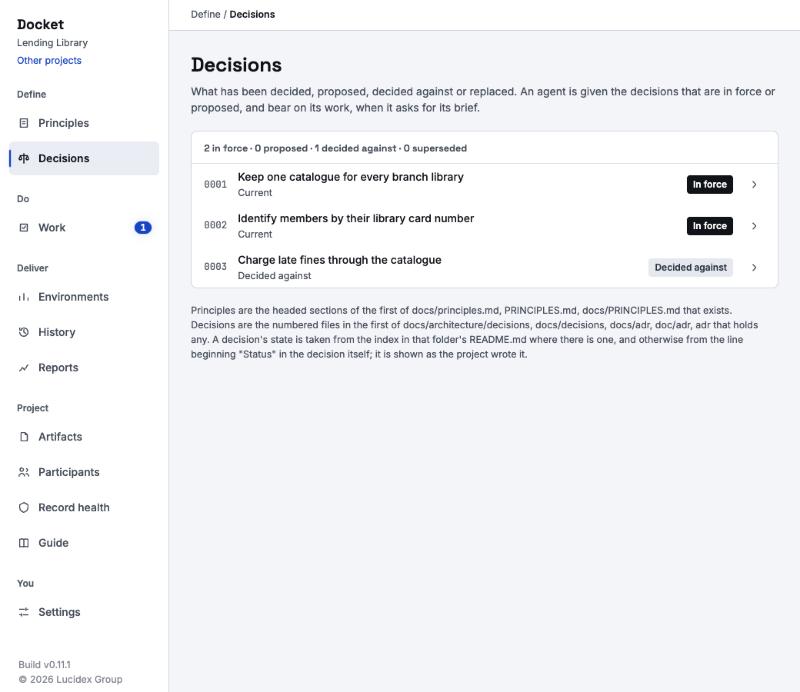 Docket
Lending Library
Other projects
Define
Principles
Decisions
Do
Work 1
Deliver
Environments
History
Reports
Project
Artifacts
Participants
Record health
Guide
You
Settings
Build v0.11.1
© 2026 Lucidex Group
Define / Decisions
Decisions
What has been decided, proposed, decided against or replaced. An agent is given the decisions that are in force or
proposed, and bear on its work, when it asks for its brief.
2 in force · 0 proposed · 1 decided against · 0 superseded
0001 Keep one catalogue for every branch library In force
Current
0002 Identify members by their library card number In force
Current
0003 Charge late fines through the catalogue Decided against
Decided against
Principles are the headed sections of the first of docs/principles.md, PRINCIPLES.md, docs/PRINCIPLES.md that exists.
Decisions are the numbered files in the first of docs/architecture/decisions, docs/decisions, docs/adr, doc/adr, adr that holds
any. A decision's state is taken from the index in that folder's README.md where there is one, and otherwise from the line
beginning "Status" in the decision itself; it is shown as the project wrote it.